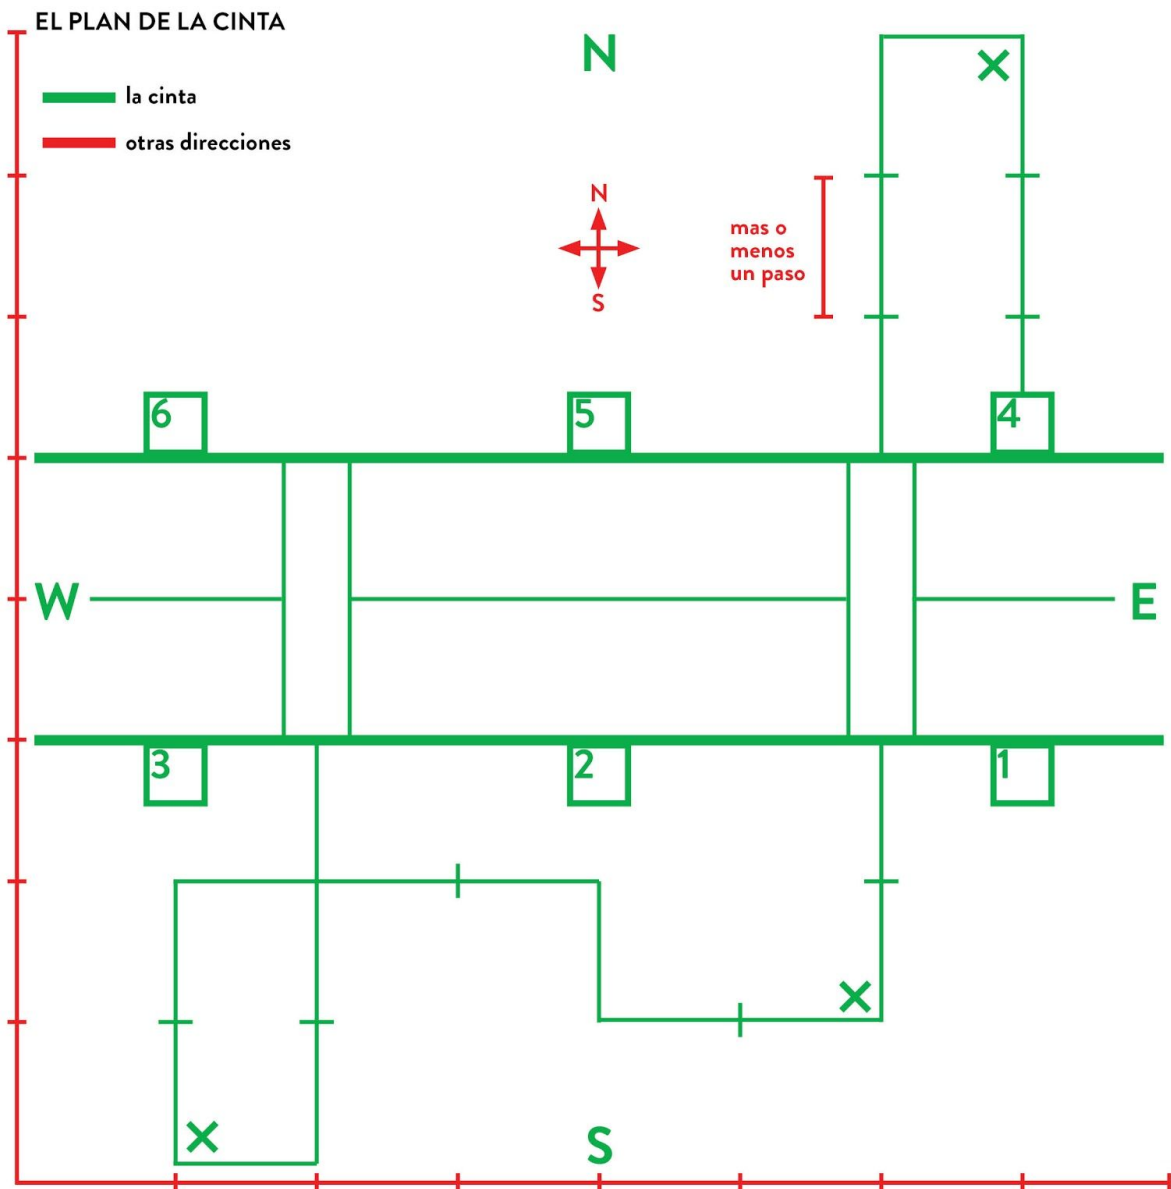 EL PLAN DE LA CINTA
N
la cinta
otras direcciones
N
S
mas o
menos
un paso
6
5
4
W
E
3
2
1
S